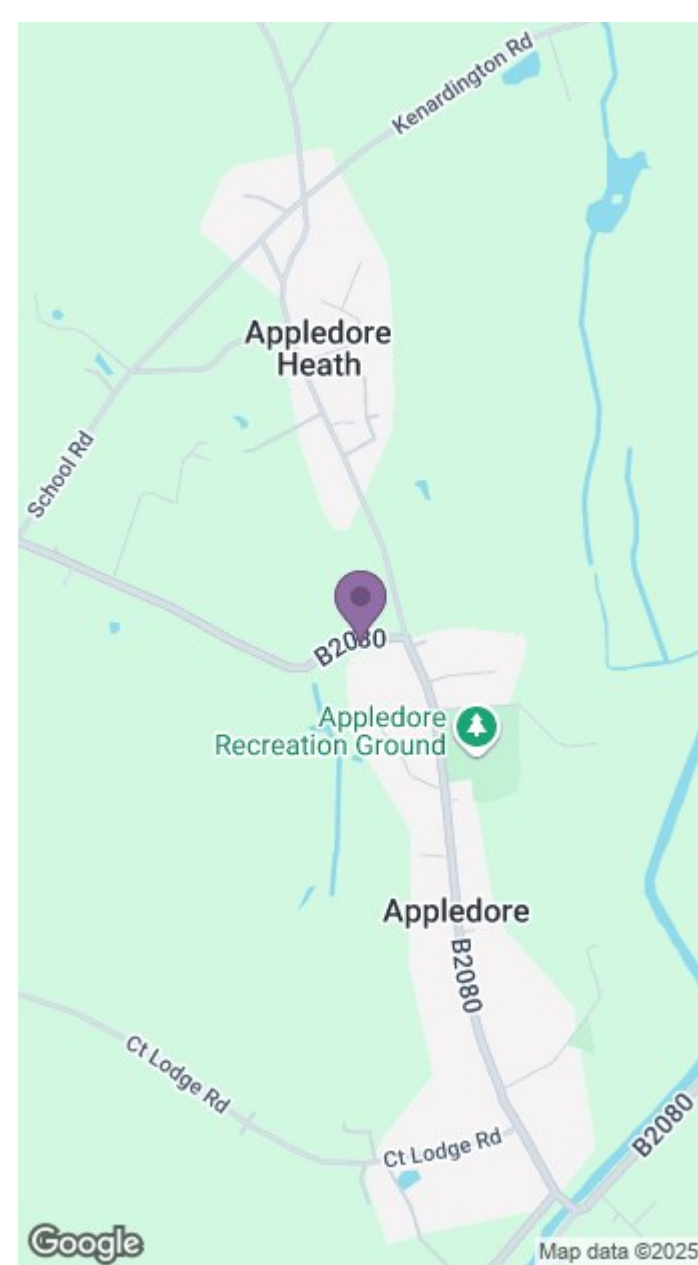 Kenardington Rd
Appledore
Heath
School Rd
B2080
Appledore
Recreation Ground
Appledore
B2080
Ct Lodge Rd
Ct Lodge Rd
B2080
Google
Map data ©2025